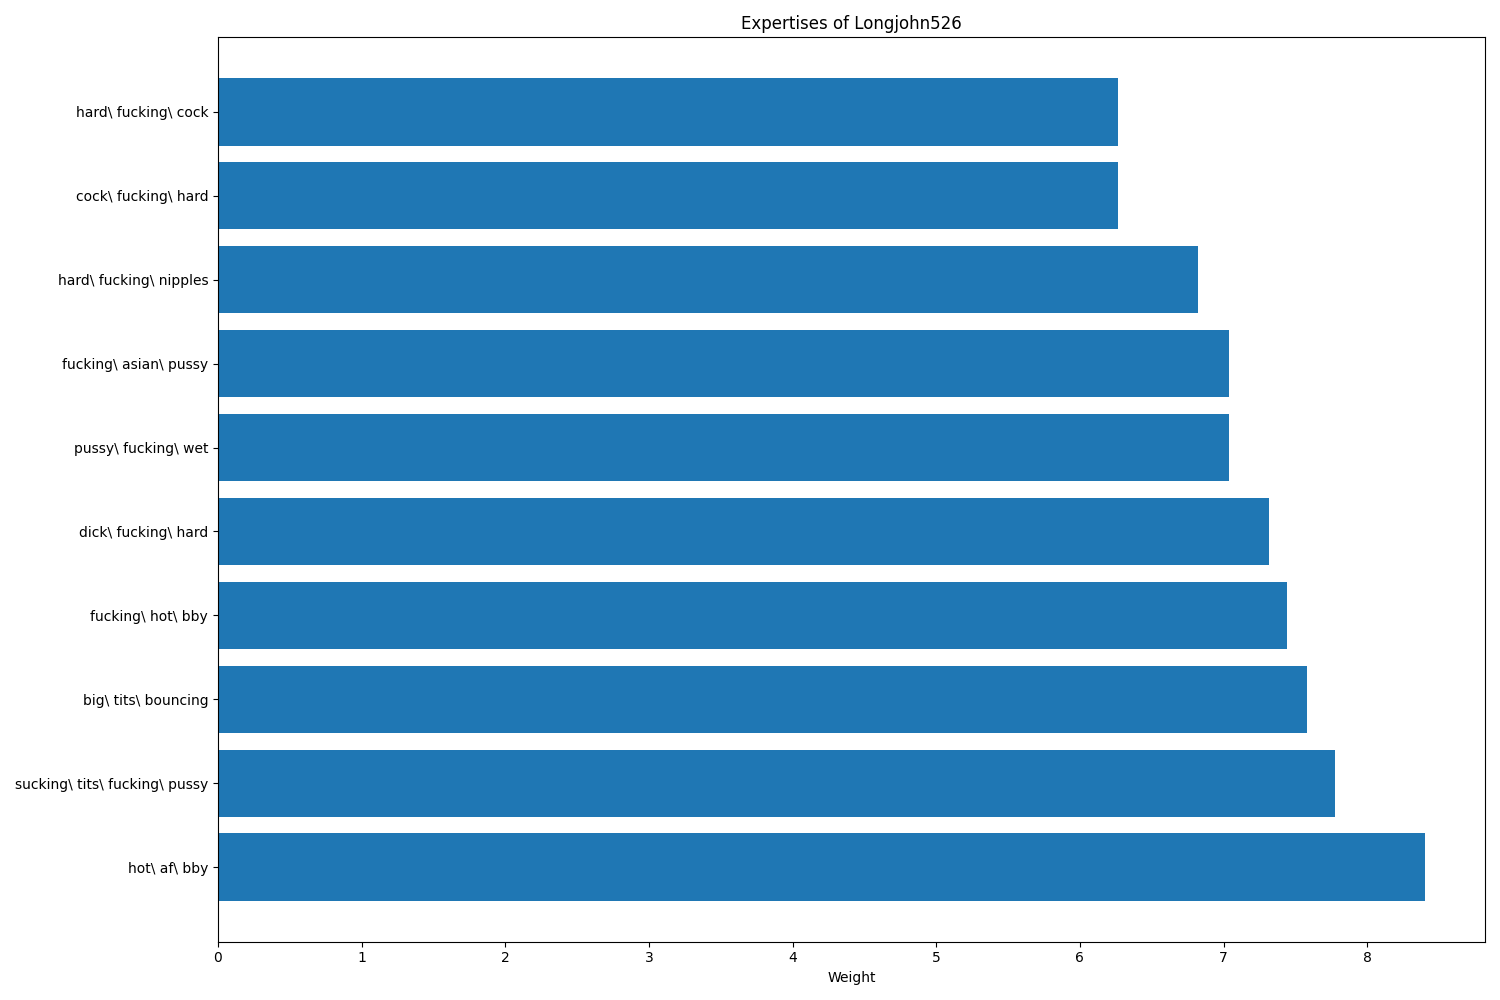 Expertises of Longjohn526
hard\ fucking\ cock
cock\ fucking\ hard
hard\ fucking\ nipples
fucking\ asian\ pussy
pussy\ fucking\ wet
dick\ fucking\ hard
fucking\ hot\ bby
big\ tits\ bouncing
sucking\ tits\ fucking\ pussy
hot\ af\ bby
0 1 2 3 4 5 6 7 8
Weight